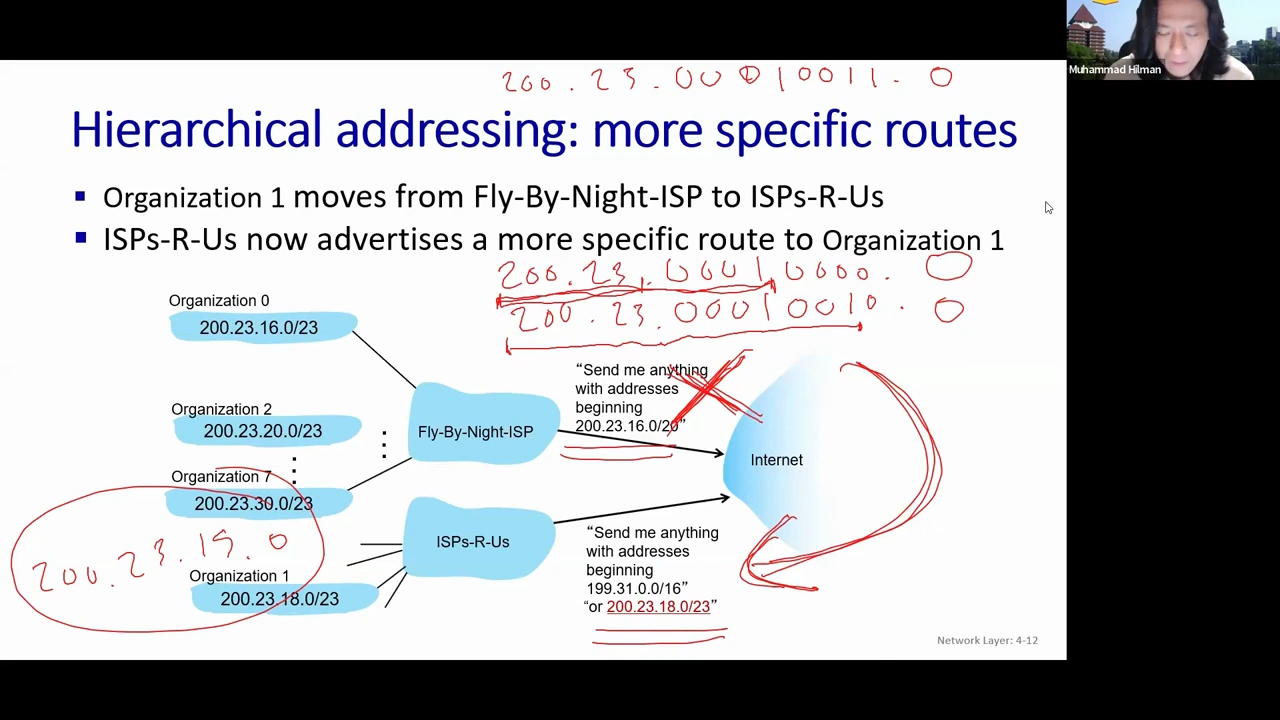 Muhammad Hilman
200.23.00010011.0
Hierarchical addressing: more specific routes
▪ Organization 1 moves from Fly-By-Night-ISP to ISPs-R-Us
▪ ISPs-R-Us now advertises a more specific route to Organization 1
200.23.00010000.0
200.23.00010010.0
Organization 0
200.23.16.0/23
Organization 2
200.23.20.0/23
Organization 7
200.23.30.0/23
200.23.19.0
Organization 1
200.23.18.0/23
Fly-By-Night-ISP
ISPs-R-Us
“Send me anything
with addresses
beginning
200.23.16.0/20”
Internet
“Send me anything
with addresses
beginning
199.31.0.0/16”
“or 200.23.18.0/23”
Network Layer: 4-12